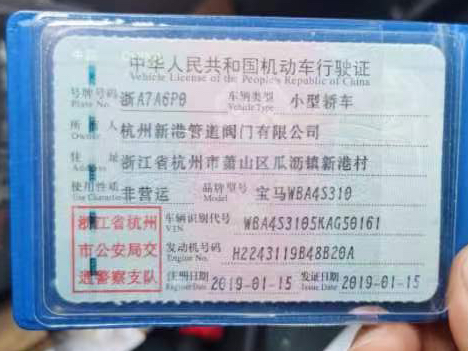 中华人民共和国机动车行驶证
Vehicle License of the People's Republic of China
号牌号码 Plate No. 浙A7A6P0 车辆类型 Vehicle Type 小型轿车
所有人 Owner 杭州新港管道阀门有限公司
住址 Address 浙江省杭州市萧山区瓜沥镇新港村
使用性质 Use Character 非营运 品牌型号 Model 宝马WBA4S310
浙江省杭州 车辆识别代号 VIN WBA4S3105KAG50161
市公安局交 发动机号码 Engine No. H2243119B48B20A
通警察支队 注册日期 Register Date 2019-01-15 发证日期 Issue Date 2019-01-15